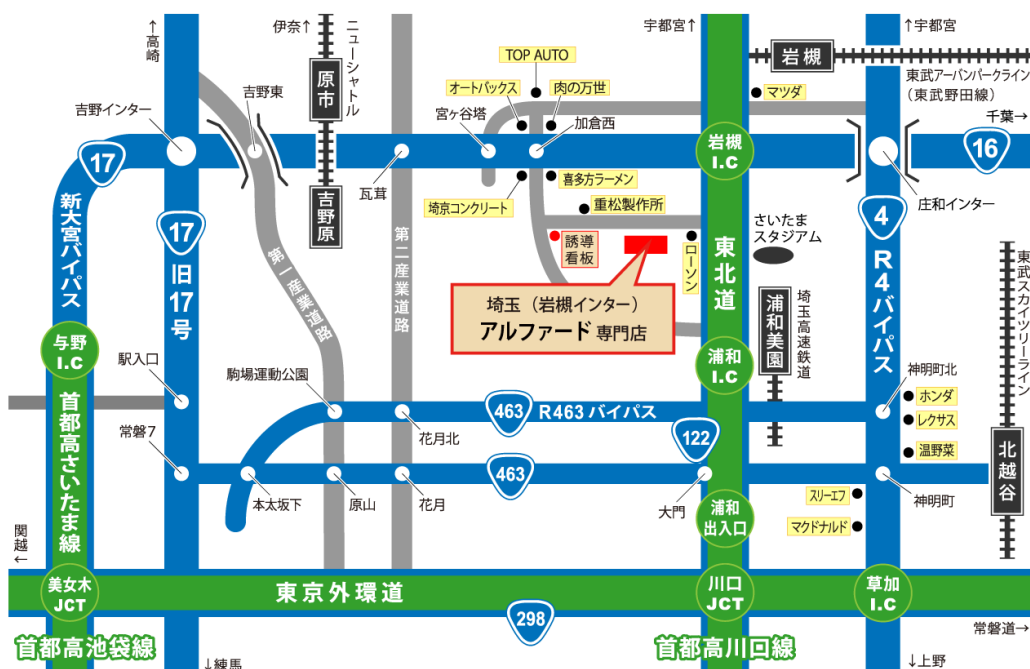 ↑高崎
伊奈↑
ニューシャトル
宇都宮↑
↑宇都宮
原市
TOP AUTO
岩槻
東武アーバンパークライン
(東武野田線)
吉野インター
吉野東
オートバックス
肉の万世
マツダ
宮ヶ谷塔
加倉西
千葉→
17
岩槻
I.C
16
瓦茸
埼京コンクリート
喜多方ラーメン
重松製作所
庄和インター
吉野原
新大宮バイパス
17
旧17号
第一産業道路
第二産業道路
誘導
看板
ローソン
東北道
さいたま
スタジアム
4
R4バイパス
東武スカイツリーライン
埼玉(岩槻インター)
アルファード専門店
浦和美園
埼玉高速鉄道
与野
I.C
駅入口
駒場運動公園
浦和
I.C
神明町北
首都高さいたま線
463
R463バイパス
ホンダ
レクサス
花月北
122
常磐7
温野菜
北越谷
463
本太坂下
原山
花月
大門
スリーエフ
神明町
浦和
出入口
マクドナルド
関越←
美女木
JCT
東京外環道
川口
JCT
草加
I.C
298
常磐道→
首都高池袋線
首都高川口線
↓練馬
↓上野